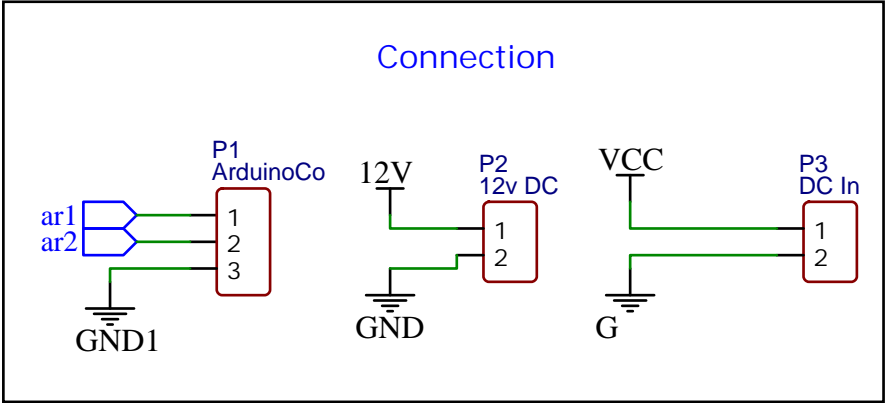 Connection
P1
ArduinoCo
ar1
ar2
1
2
3
GND1
12V
P2
12v DC
1
2
GND
VCC
P3
DC In
1
2
G